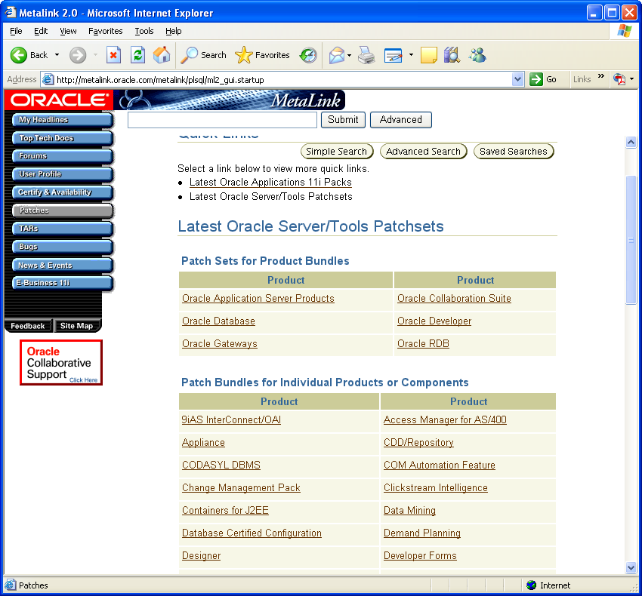 Metalink 2.0 - Microsoft Internet Explorer
File Edit View Favorites Tools Help
Back Search Favorites
Address http://metalink.oracle.com/metalink/plsql/ml2_gui.startup Go Links »
ORACLE® MetaLink
My Headlines
Top Tech Docs
Forums
User Profile
Certify & Availability
Patches
TARs
Bugs
News & Events
E-Business 11i
Feedback Site Map
Oracle
Collaborative
Support
Click Here
Submit Advanced
Quick Links
Simple Search Advanced Search Saved Searches
Select a link below to view more quick links.
• Latest Oracle Applications 11i Packs
• Latest Oracle Server/Tools Patchsets
Latest Oracle Server/Tools Patchsets
Patch Sets for Product Bundles
Product Product
Oracle Application Server Products Oracle Collaboration Suite
Oracle Database Oracle Developer
Oracle Gateways Oracle RDB
Patch Bundles for Individual Products or Components
Product Product
9iAS InterConnect/OAI Access Manager for AS/400
Appliance CDD/Repository
CODASYL DBMS COM Automation Feature
Change Management Pack Clickstream Intelligence
Containers for J2EE Data Mining
Database Certified Configuration Demand Planning
Designer Developer Forms
Patches Internet